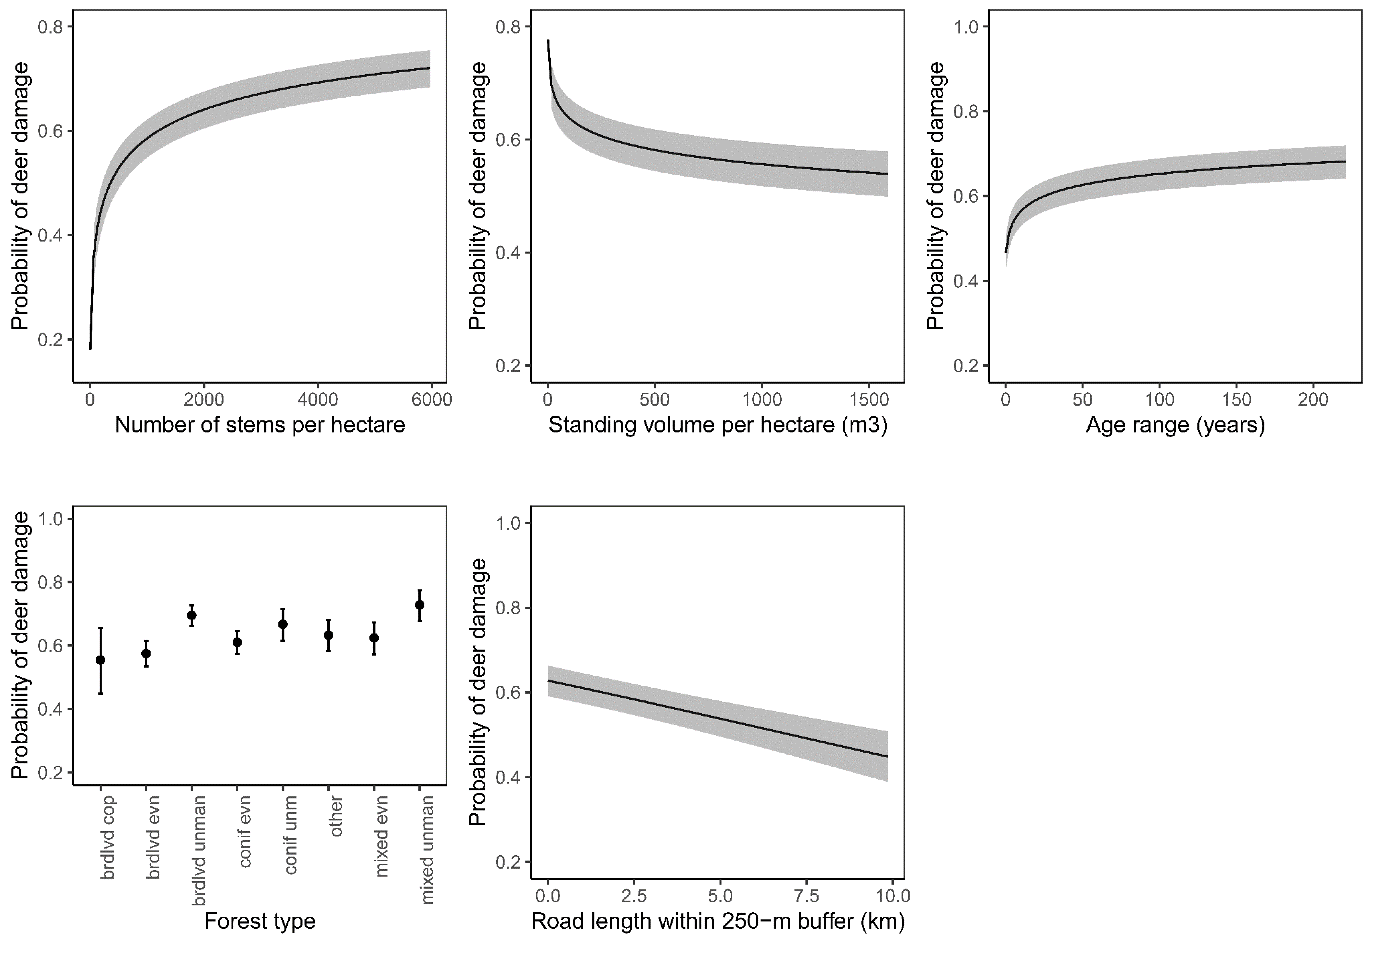 Probability of deer damage
0.8
0.6
0.4
0.2
0
2000
4000
6000
Number of stems per hectare
Probability of deer damage
0.8
0.6
0.4
0.2
0
500
1000
1500
Standing volume per hectare (m3)
Probability of deer damage
1.0
0.8
0.6
0.4
0.2
0
50
100
150
200
Age range (years)
Probability of deer damage
1.0
0.8
0.6
0.4
0.2
brdlvd cop
brdlvd evn
brdlvd unman
conif evn
conif unm
other
mixed evn
mixed unman
Forest type
Probability of deer damage
1.0
0.8
0.6
0.4
0.2
0.0
2.5
5.0
7.5
10.0
Road length within 250−m buffer (km)